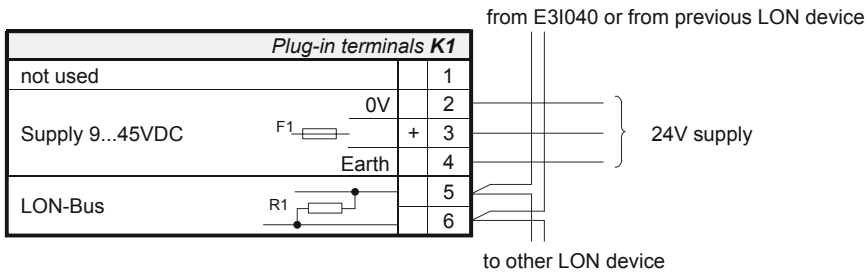 from E3I040 or from previous LON device
Plug-in terminals K1
not used 1
0V 2
Supply 9...45VDC F1 + 3 24V supply
Earth 4
5
LON-Bus R1
6
to other LON device